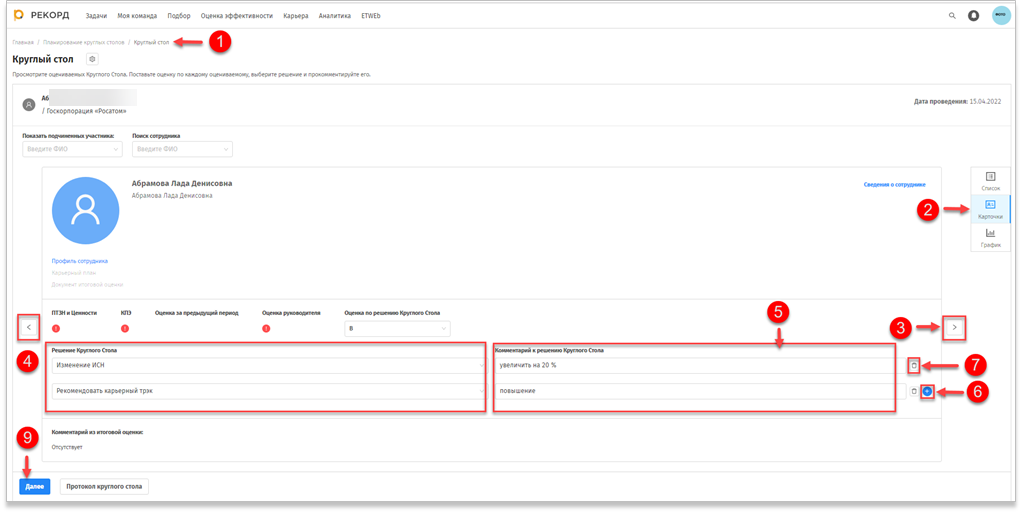 РЕКОРД Задачи Моя команда Подбор Оценка эффективности Карьера Аналитика ETWEb
Главная / Планирование круглых столов / Круглый стол
1
Круглый стол
Просмотрите оцениваемых Круглого Стола. Поставьте оценку по каждому оцениваемому, выберите решение и прокомментируйте его.
Аб
/ Госкорпорация «Росатом»
Дата проведения: 15.04.2022
Показать подчиненных участника: Поиск сотрудника
Введите ФИО Введите ФИО
Абрамова Лада Денисовна
Абрамова Лада Денисовна
Сведения о сотруднике
Список
2
Карточки
График
Профиль сотрудника
Карьерный план
Документ итоговой оценки
ПТЗН и Ценности КПЭ Оценка за предыдущий период Оценка руководителя Оценка по решению Круглого Стола
B
5
3
4
Решение Круглого Стола Комментарий к решению Круглого Стола
Изменение ИСН увеличить на 20 %
7
Рекомендовать карьерный трэк повышение
6
Комментарий из итоговой оценки:
Отсутствует
9
Далее Протокол круглого стола